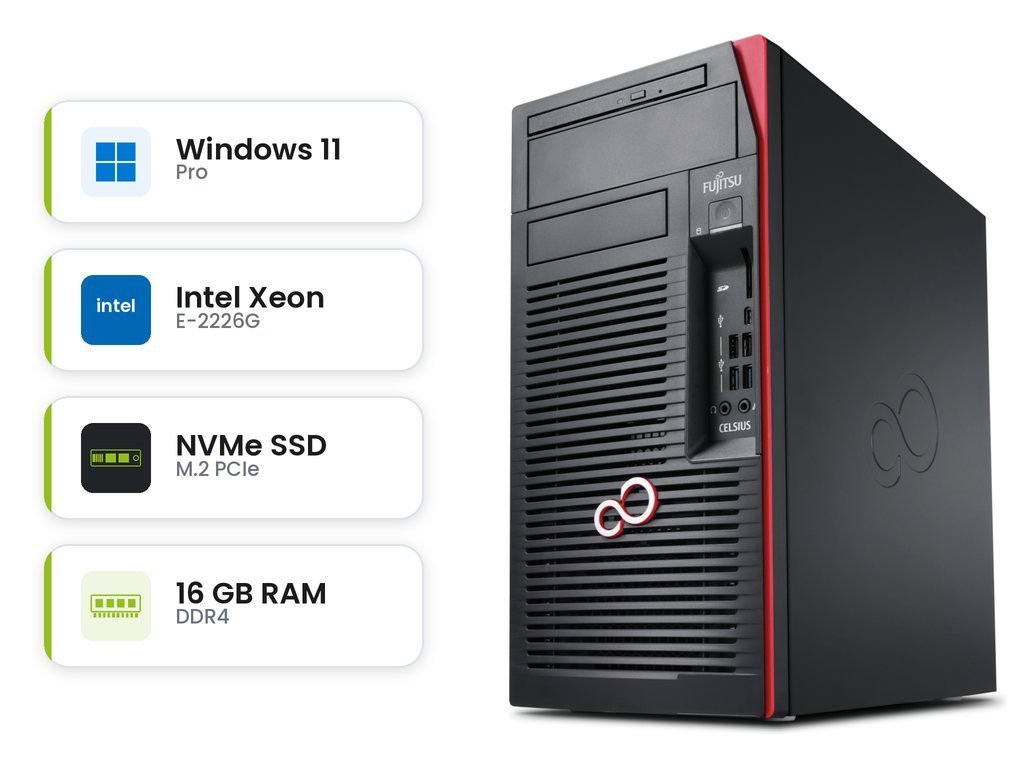 Windows 11
Pro
intel
Intel Xeon
E-2226G
NVMe SSD
M.2 PCIe
16 GB RAM
DDR4
FUJITSU
CELSIUS